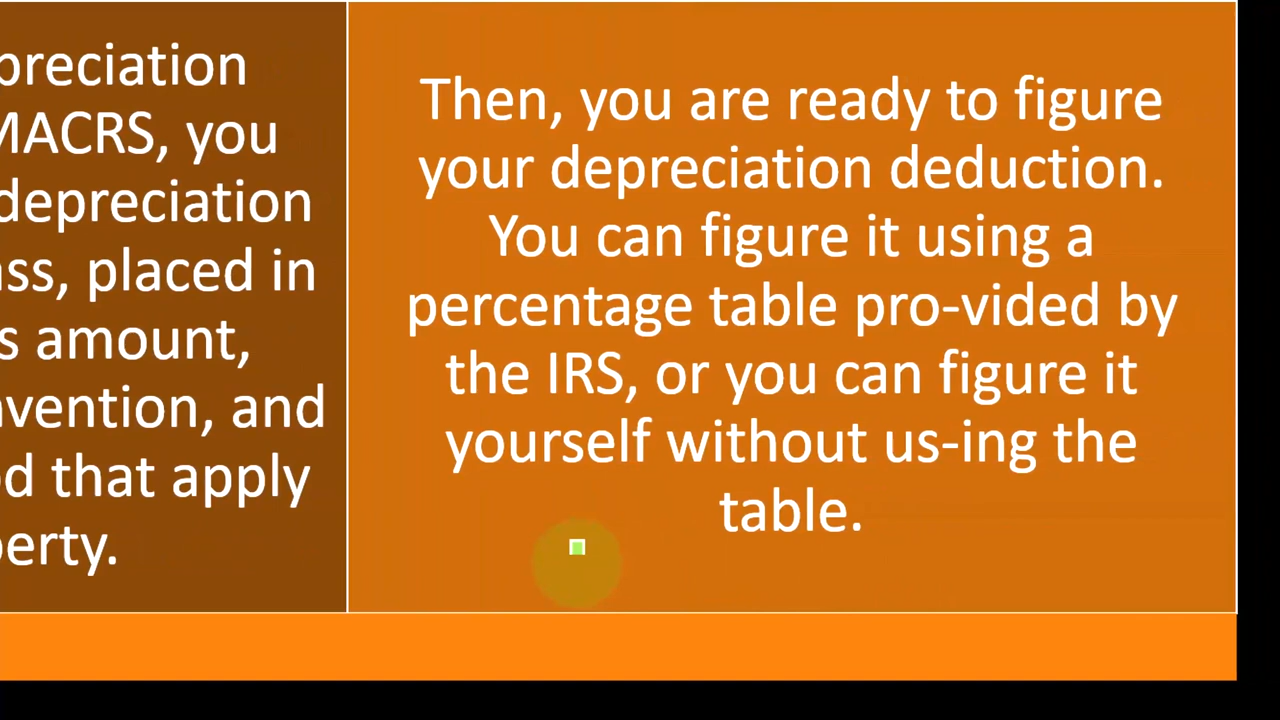 preciation
MACRS, you
depreciation
ss, placed in
s amount,
vention, and
d that apply
erty.
Then, you are ready to figure
your depreciation deduction.
You can figure it using a
percentage table pro-vided by
the IRS, or you can figure it
yourself without us-ing the
table.